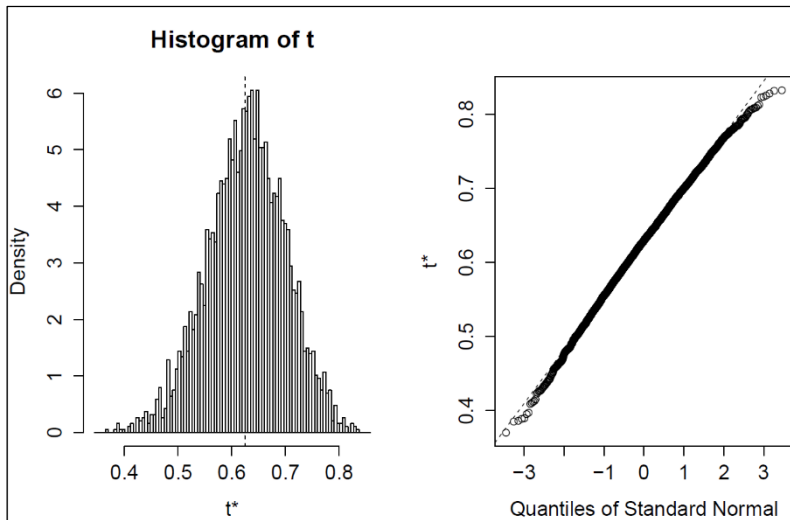 Histogram of t
Density
0
1
2
3
4
5
6
0.4 0.5 0.6 0.7 0.8
t*
t*
0.4
0.5
0.6
0.7
0.8
−3 −1 0 1 2 3
Quantiles of Standard Normal